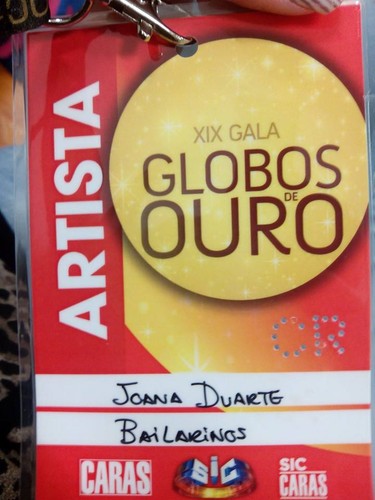 ARTISTA
XIX GALA
GLOBOS
DE
OURO
CR
JOANA DUARTE
BAILARINOS
CARAS
SIC
SIC
CARAS